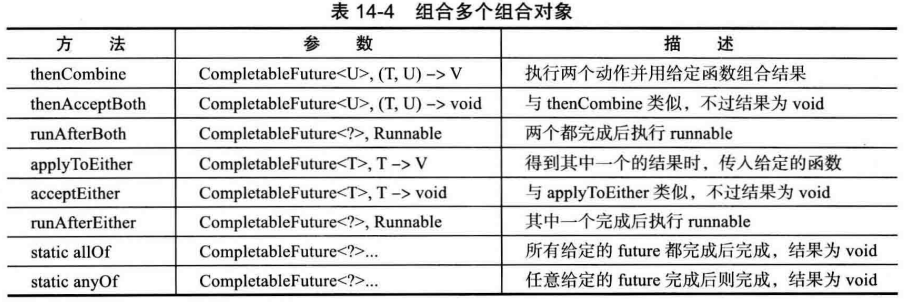 表 14-4 组合多个组合对象
方 法 参 数 描 述
thenCombine CompletableFuture<U>, (T, U) –> V 执行两个动作并用给定函数组合结果
thenAcceptBoth CompletableFuture<U>, (T, U) –> void 与 thenCombine 类似，不过结果为 void
runAfterBoth CompletableFuture<?>, Runnable 两个都完成后执行 runnable
applyToEither CompletableFuture<T>, T –> V 得到其中一个的结果时，传入给定的函数
acceptEither CompletableFuture<T>, T –> void 与 applyToEither 类似，不过结果为 void
runAfterEither CompletableFuture<?>, Runnable 其中一个完成后执行 runnable
static allOf CompletableFuture<?>... 所有给定的 future 都完成后完成，结果为 void
static anyOf CompletableFuture<?>... 任意给定的 future 完成后则完成，结果为 void